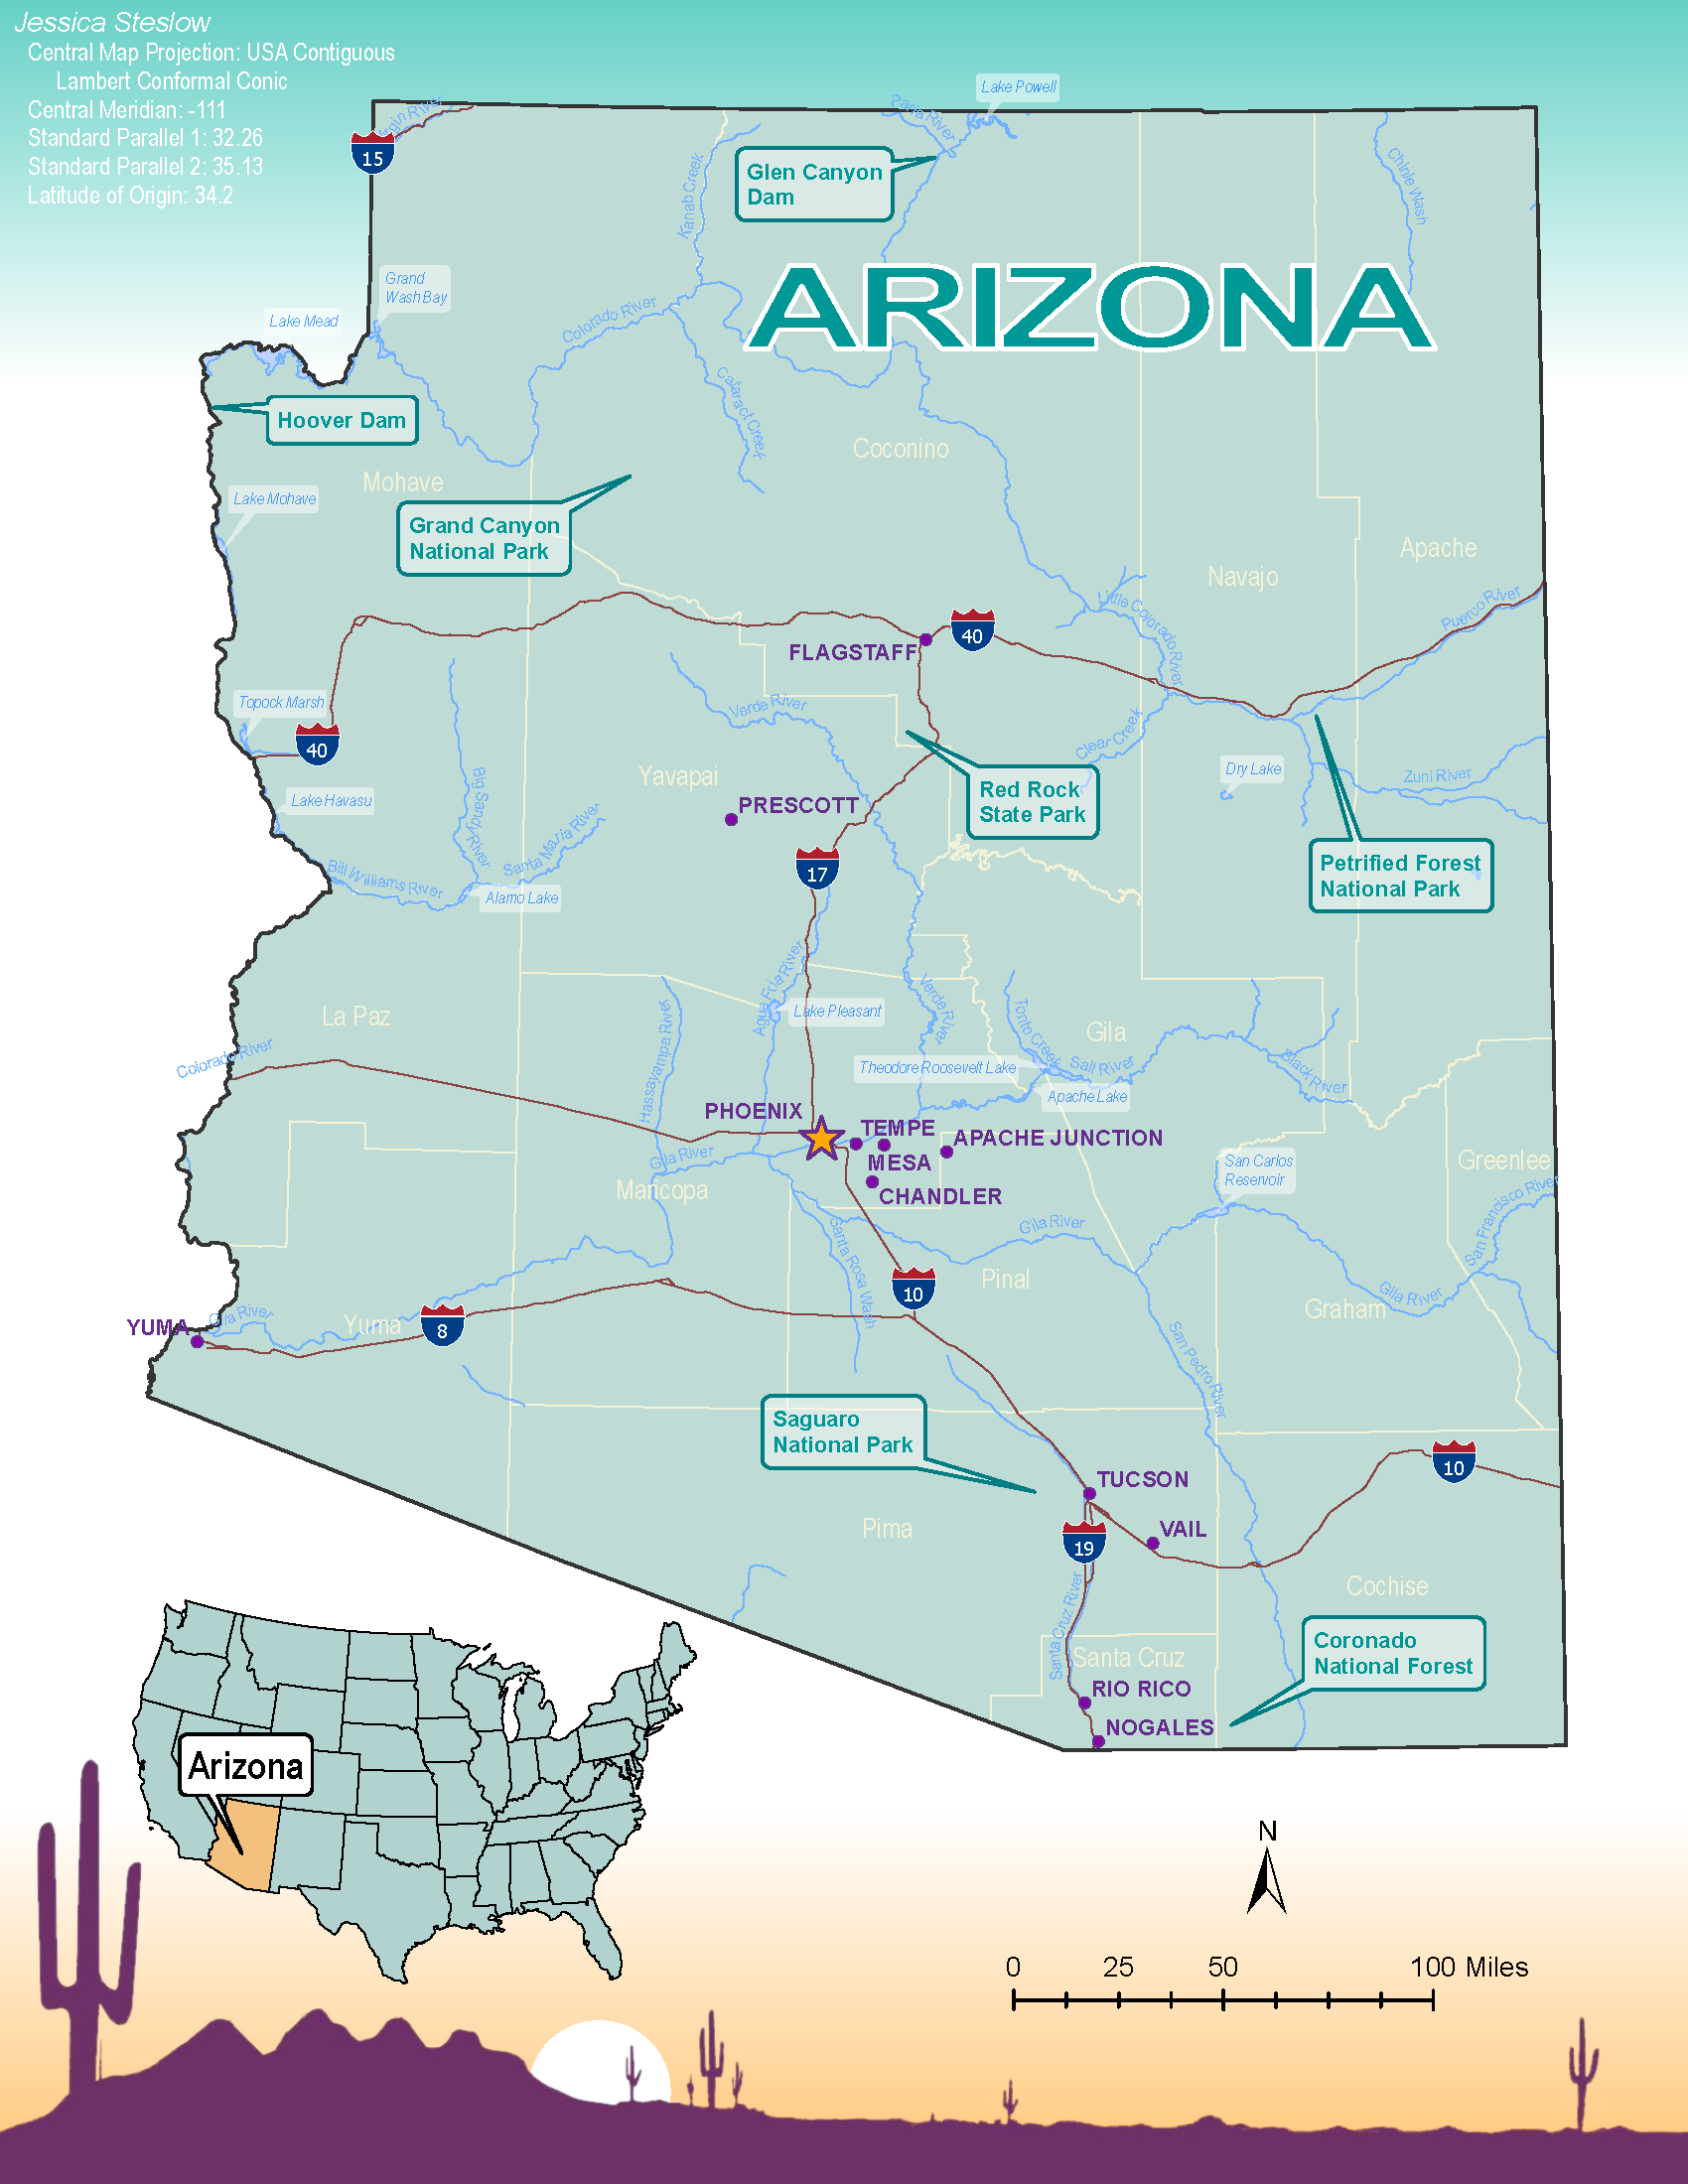 Jessica Steslow
Central Map Projection: USA Contiguous
Lambert Conformal Conic
Central Meridian: -111
Standard Parallel 1: 32.26
Standard Parallel 2: 35.13
Latitude of Origin: 34.2
Lake Powell
Virgin River
Paria River
15
Glen Canyon
Dam
Kanab Creek
Chinle Wash
ARIZONA
Grand
Wash Bay
Lake Mead
Colorado River
Cataract Creek
Hoover Dam
Coconino
Mohave
Lake Mohave
Grand Canyon
National Park
Apache
Navajo
Little Colorado River
Puerco River
40
FLAGSTAFF
Topock Marsh
Verde River
40
Clear Creek
Dry Lake
Zuni River
Yavapai
Red Rock
State Park
Lake Havasu
Big Sandy River
PRESCOTT
Santa Maria River
17
Petrified Forest
National Park
Bill Williams River
Alamo Lake
La Paz
Agua Fria River
Lake Pleasant
Verde River
Tonto Creek
Gila
Hassayampa River
Colorado River
Theodore Roosevelt Lake
Salt River
Black River
Apache Lake
PHOENIX
TEMPE
APACHE JUNCTION
MESA
CHANDLER
Gila River
Maricopa
San Carlos
Reservoir
Greenlee
San Francisco River
Gila River
Santa Rosa Wash
Pinal
10
Gila River
Graham
Gila River
YUMA
Yuma
8
San Pedro River
Saguaro
National Park
TUCSON
10
VAIL
19
Pima
Cochise
Santa Cruz River
Santa Cruz
Coronado
National Forest
RIO RICO
NOGALES
Arizona
N
0 25 50 100 Miles